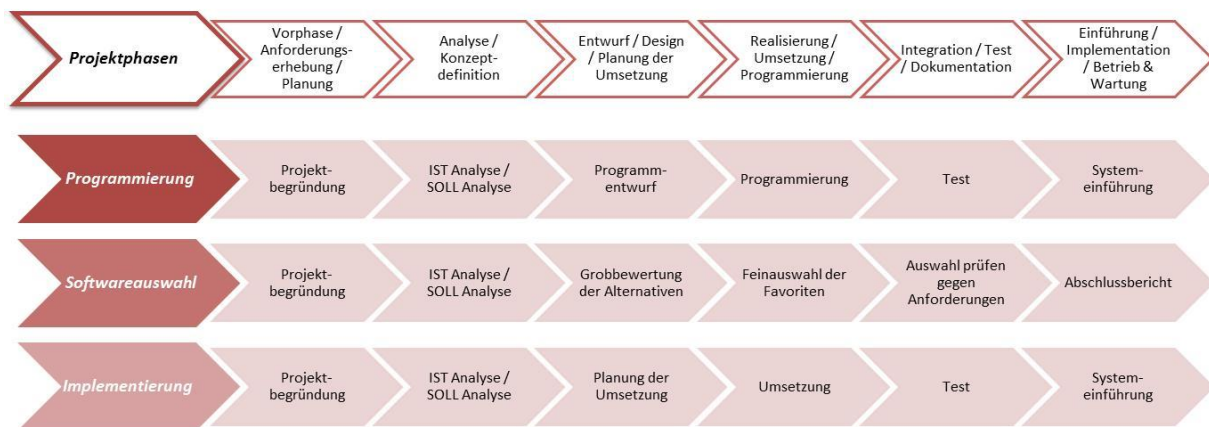 Projektphasen
Vorphase /
Anforderungs-
erhebung /
Planung
Analyse /
Konzept-
definition
Entwurf / Design
/ Planung der
Umsetzung
Realisierung /
Umsetzung /
Programmierung
Integration / Test
/ Dokumentation
Einführung /
Implementation
/ Betrieb &
Wartung
Programmierung
Projekt-
begründung
IST Analyse /
SOLL Analyse
Programm-
entwurf
Programmierung
Test
System-
einführung
Softwareauswahl
Projekt-
begründung
IST Analyse /
SOLL Analyse
Grobbewertung
der Alternativen
Feinauswahl der
Favoriten
Auswahl prüfen
gegen
Anforderungen
Abschlussbericht
Implementierung
Projekt-
begründung
IST Analyse /
SOLL Analyse
Planung der
Umsetzung
Umsetzung
Test
System-
einführung